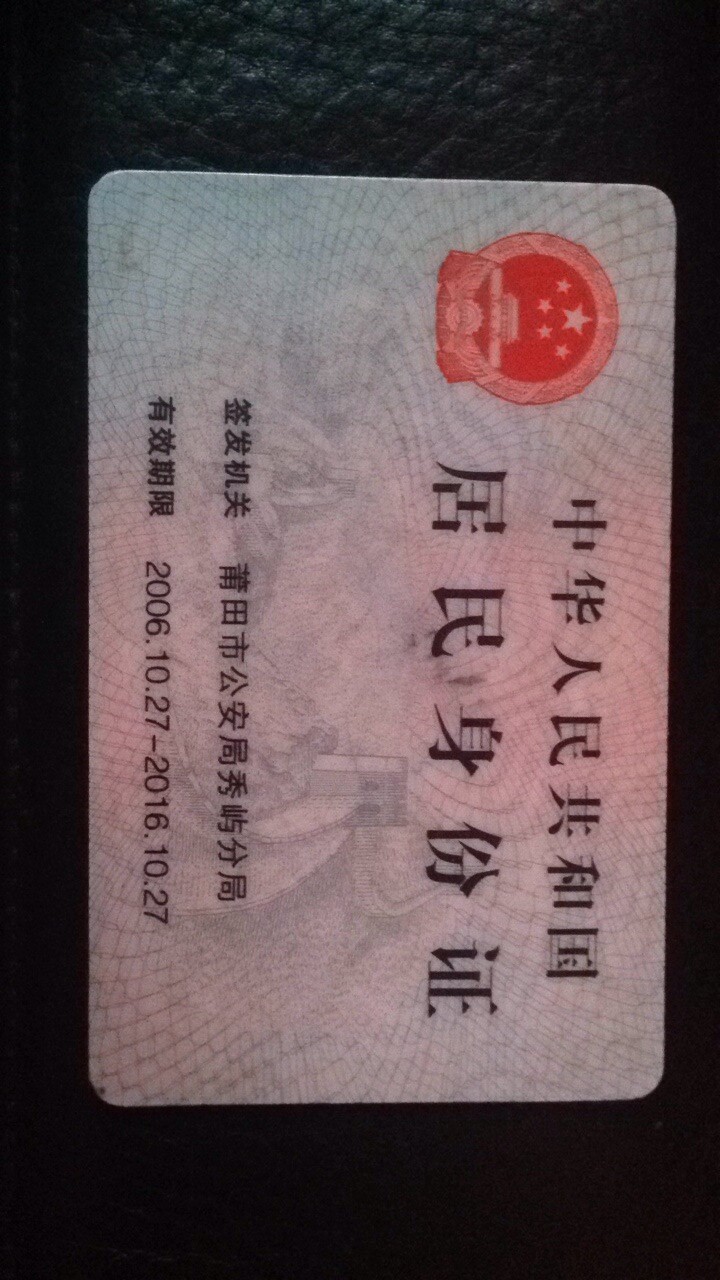 中华人民共和国
居民身份证
签发机关 莆田市公安局秀屿分局
有效期限 2006.10.27-2016.10.27